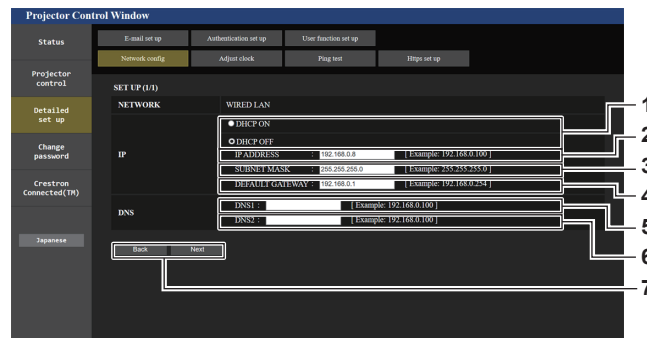 Projector Control Window
Status
Projector
control
Detailed
set up
Change
password
Crestron
Connected(TM)
Japanese
E-mail set up Authentication set up User function set up
Network config Adjust clock Ping test Https set up
SET UP (1/1)
NETWORK WIRED LAN
IP
DHCP ON
DHCP OFF
IP ADDRESS : 192.168.0.8 [ Example: 192.168.0.100 ]
SUBNET MASK : 255.255.255.0 [ Example: 255.255.255.0 ]
DEFAULT GATEWAY : 192.168.0.1 [ Example: 192.168.0.254 ]
DNS
DNS1 : [ Example: 192.168.0.100 ]
DNS2 : [ Example: 192.168.0.100 ]
Back Next
1
2
3
4
5
6
7